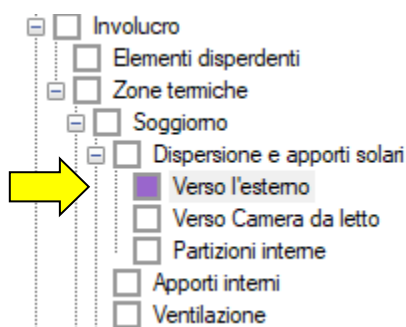 Involucro
Elementi disperdenti
Zone termiche
Soggiorno
Dispersione e apporti solari
Verso l'esterno
Verso Camera da letto
Partizioni interne
Apporti interni
Ventilazione